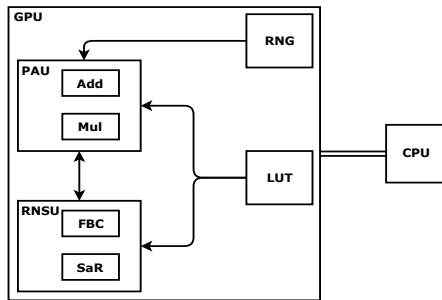 GPU
RNG
PAU
Add
Mul
LUT
CPU
RNSU
FBC
SaR